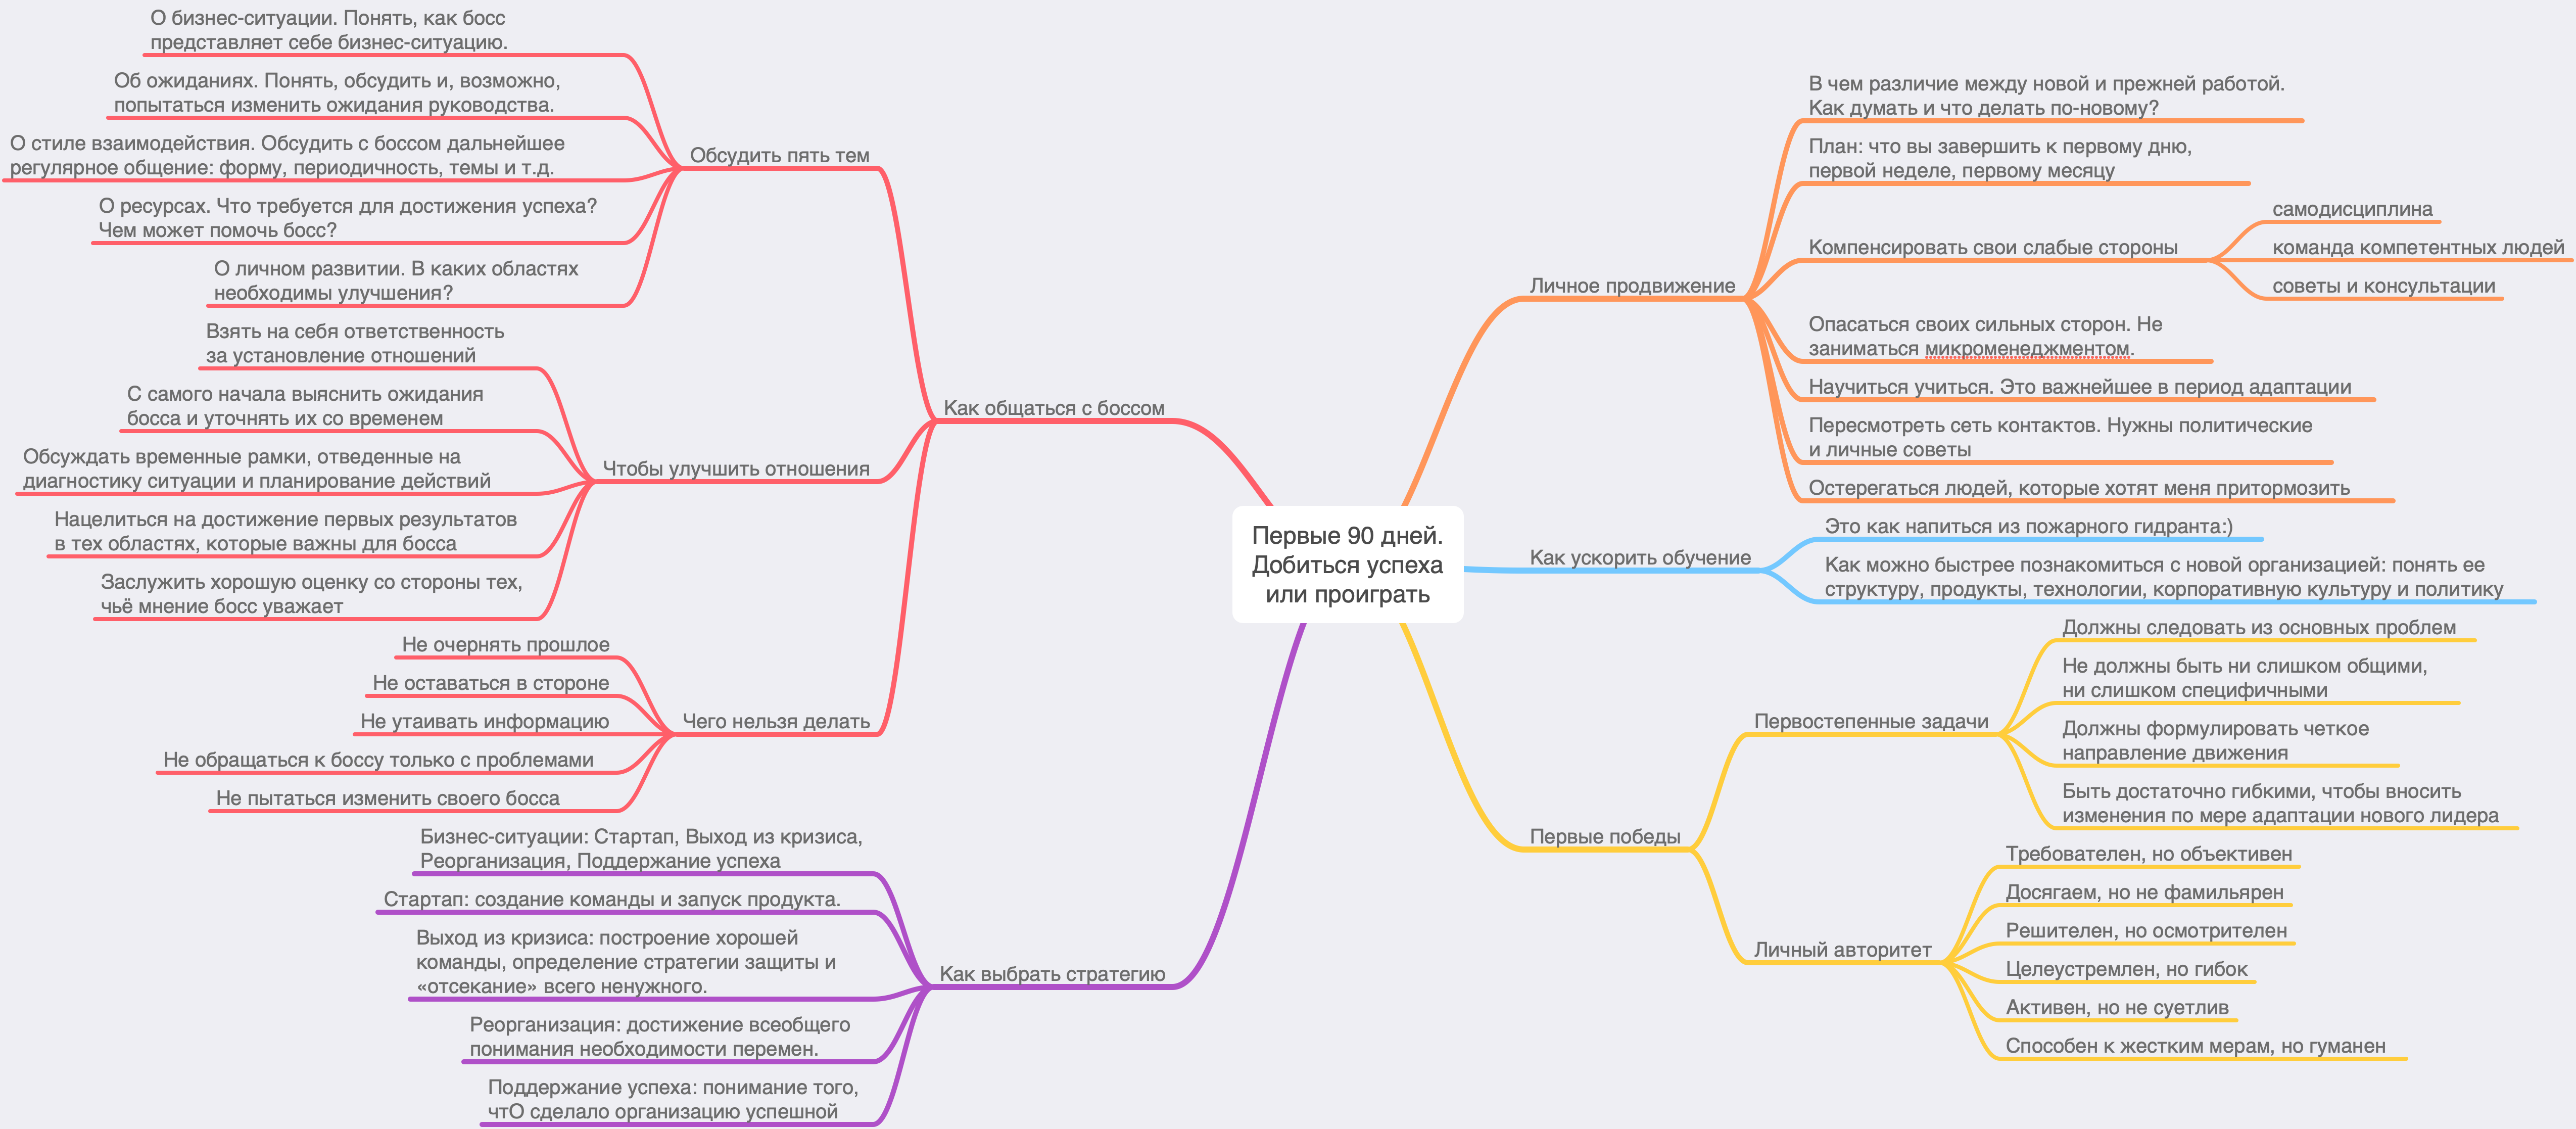 Первые 90 дней.
Добиться успеха
или проиграть
Личное продвижение
В чем различие между новой и прежней работой.
Как думать и что делать по-новому?
План: что вы завершить к первому дню,
первой неделе, первому месяцу
Компенсировать свои слабые стороны
самодисциплина
команда компетентных людей
советы и консультации
Опасаться своих сильных сторон. Не
заниматься микроменеджментом.
Научиться учиться. Это важнейшее в период адаптации
Пересмотреть сеть контактов. Нужны политические
и личные советы
Остерегаться людей, которые хотят меня притормозить
Как ускорить обучение
Это как напиться из пожарного гидранта:)
Как можно быстрее познакомиться с новой организацией: понять ее
структуру, продукты, технологии, корпоративную культуру и политику
Первые победы
Первостепенные задачи
Должны следовать из основных проблем
Не должны быть ни слишком общими,
ни слишком специфичными
Должны формулировать четкое
направление движения
Быть достаточно гибкими, чтобы вносить
изменения по мере адаптации нового лидера
Личный авторитет
Требователен, но объективен
Досягаем, но не фамильярен
Решителен, но осмотрителен
Целеустремлен, но гибок
Активен, но не суетлив
Способен к жестким мерам, но гуманен
Как общаться с боссом
Обсудить пять тем
О бизнес-ситуации. Понять, как босс
представляет себе бизнес-ситуацию.
Об ожиданиях. Понять, обсудить и, возможно,
попытаться изменить ожидания руководства.
О стиле взаимодействия. Обсудить с боссом дальнейшее
регулярное общение: форму, периодичность, темы и т.д.
О ресурсах. Что требуется для достижения успеха?
Чем может помочь босс?
О личном развитии. В каких областях
необходимы улучшения?
Чтобы улучшить отношения
Взять на себя ответственность
за установление отношений
С самого начала выяснить ожидания
босса и уточнять их со временем
Обсуждать временные рамки, отведенные на
диагностику ситуации и планирование действий
Нацелиться на достижение первых результатов
в тех областях, которые важны для босса
Заслужить хорошую оценку со стороны тех,
чьё мнение босс уважает
Чего нельзя делать
Не очернять прошлое
Не оставаться в стороне
Не утаивать информацию
Не обращаться к боссу только с проблемами
Не пытаться изменить своего босса
Как выбрать стратегию
Бизнес-ситуации: Стартап, Выход из кризиса,
Реорганизация, Поддержание успеха
Стартап: создание команды и запуск продукта.
Выход из кризиса: построение хорошей
команды, определение стратегии защиты и
«отсекание» всего ненужного.
Реорганизация: достижение всеобщего
понимания необходимости перемен.
Поддержание успеха: понимание того,
чтО сделало организацию успешной